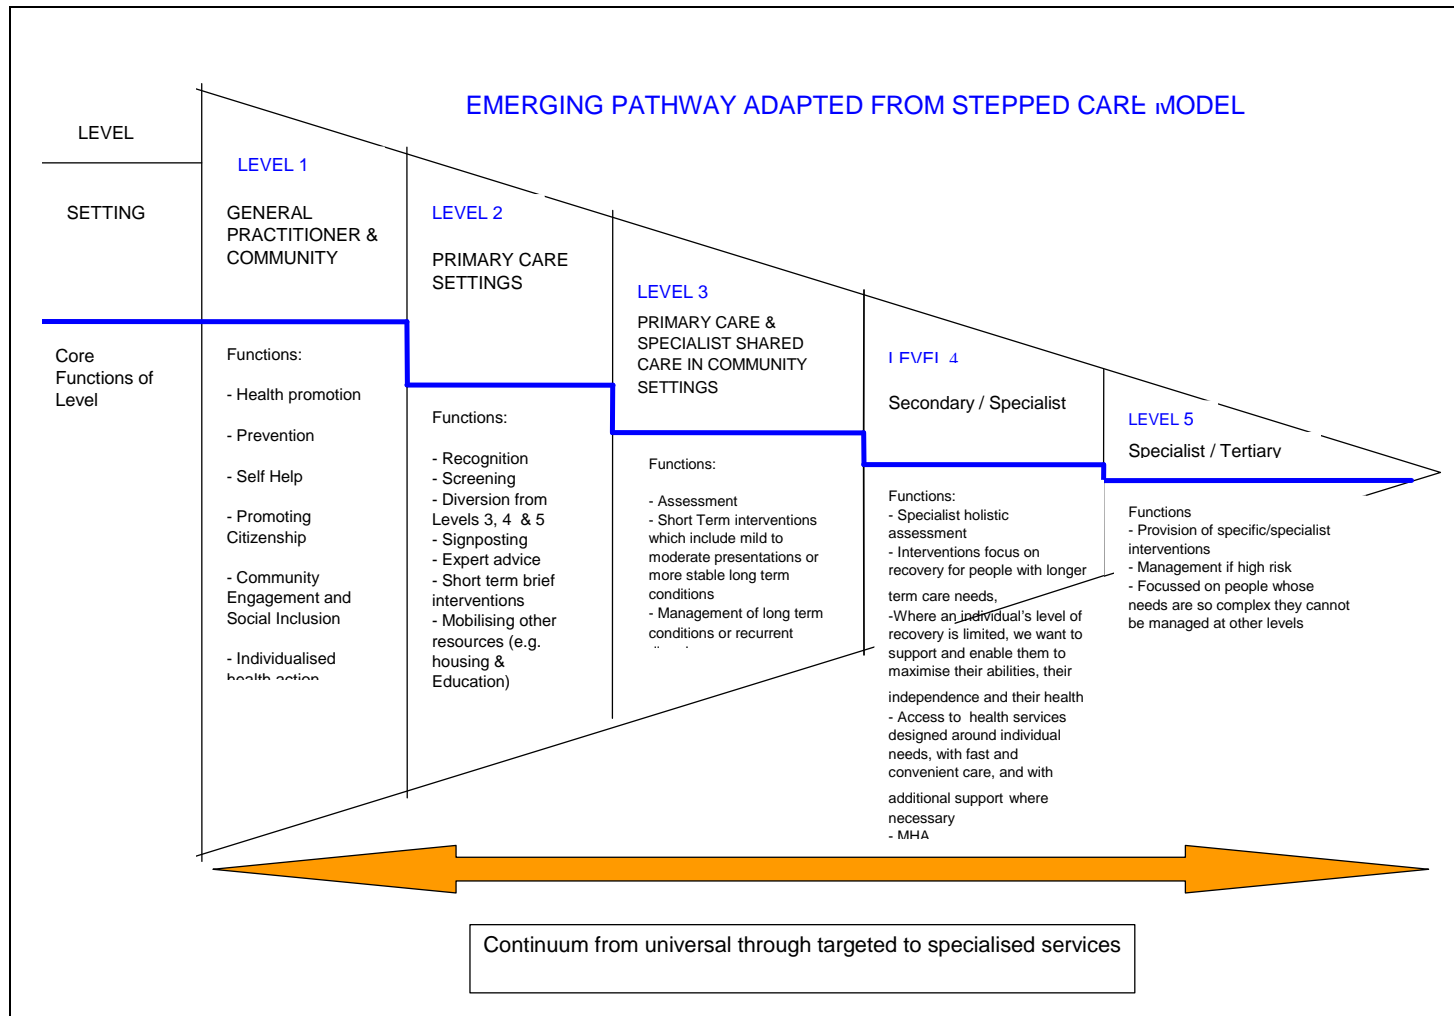 EMERGING PATHWAY ADAPTED FROM STEPPED CARE MODEL
LEVEL
SETTING
Core
Functions of
Level
LEVEL 1
GENERAL
PRACTITIONER &
COMMUNITY
Functions:
- Health promotion
- Prevention
- Self Help
- Promoting
Citizenship
- Community
Engagement and
Social Inclusion
- Individualised
health action
LEVEL 2
PRIMARY CARE
SETTINGS
Functions:
- Recognition
- Screening
- Diversion from
Levels 3, 4 & 5
- Signposting
- Expert advice
- Short term brief
interventions
- Mobilising other
resources (e.g.
housing &
Education)
LEVEL 3
PRIMARY CARE &
SPECIALIST SHARED
CARE IN COMMUNITY
SETTINGS
Functions:
- Assessment
- Short Term interventions
which include mild to
moderate presentations or
more stable long term
conditions
- Management of long term
conditions or recurrent
LEVEL 4
Secondary / Specialist
Functions:
- Specialist holistic
assessment
- Interventions focus on
recovery for people with longer
term care needs,
-Where an individual's level of
recovery is limited, we want to
support and enable them to
maximise their abilities, their
independence and their health
- Access to health services
designed around individual
needs, with fast and
convenient care, and with
additional support where
necessary
- MHA
LEVEL 5
Specialist / Tertiary
Functions
- Provision of specific/specialist
interventions
- Management if high risk
- Focussed on people whose
needs are so complex they cannot
be managed at other levels
Continuum from universal through targeted to specialised services